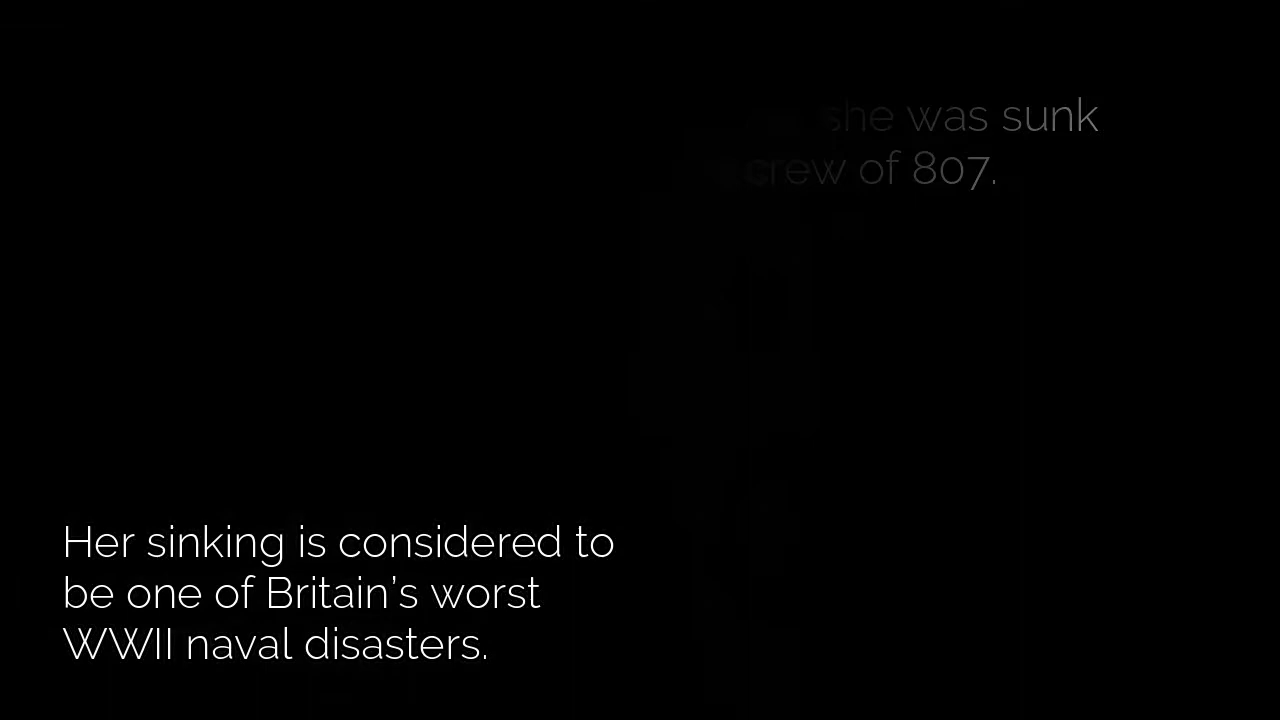 she was sunk
crew of 807.
Her sinking is considered to
be one of Britain’s worst
WWII naval disasters.